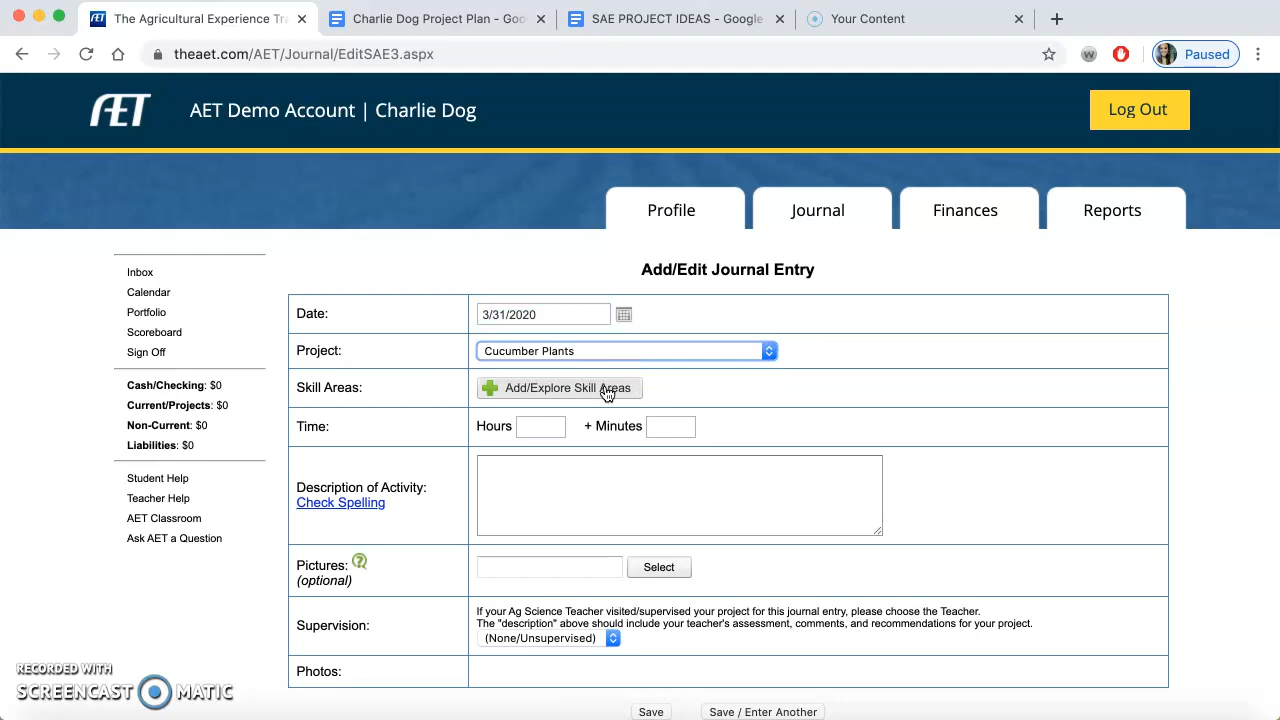 The Agricultural Experience Tra
Charlie Dog Project Plan - Goo
SAE PROJECT IDEAS - Google
Your Content
theaet.com/AET/Journal/EditSAE3.aspx
W
Paused
AET
AET Demo Account | Charlie Dog
Log Out
Profile
Journal
Finances
Reports
Inbox
Calendar
Portfolio
Scoreboard
Sign Off
Cash/Checking: $0
Current/Projects: $0
Non-Current: $0
Liabilities: $0
Student Help
Teacher Help
AET Classroom
Ask AET a Question
Add/Edit Journal Entry
Date:
3/31/2020
Project:
Cucumber Plants
Skill Areas:
Add/Explore Skill Areas
Time:
Hours + Minutes
Description of Activity:
Check Spelling
Pictures:
(optional)
Select
Supervision:
If your Ag Science Teacher visited/supervised your project for this journal entry, please choose the Teacher.
The "description" above should include your teacher's assessment, comments, and recommendations for your project.
(None/Unsupervised)
Photos:
Save
Save / Enter Another
RECORDED WITH
SCREENCAST MATIC